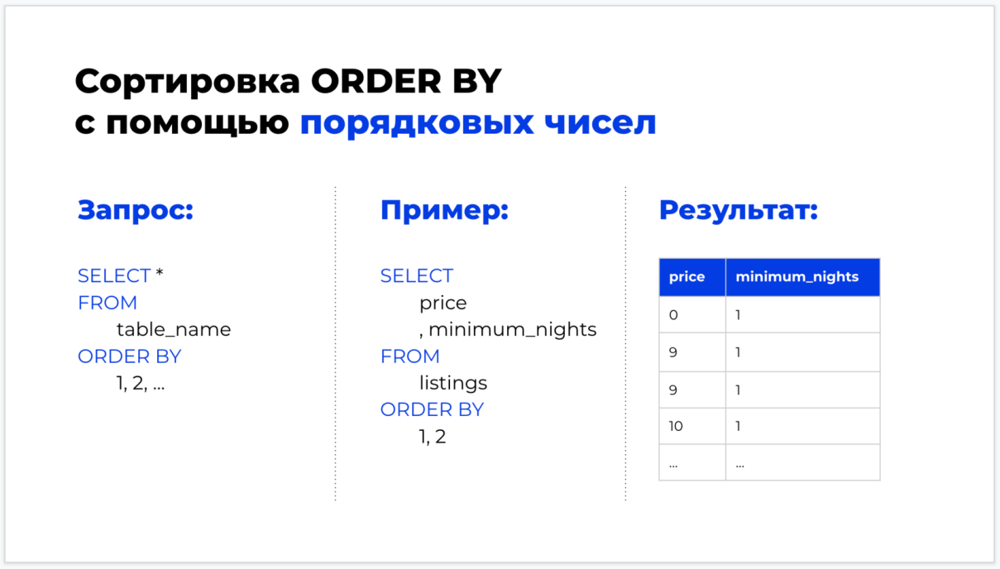 Сортировка ORDER BY
с помощью порядковых чисел
Запрос:
SELECT *
FROM
table_name
ORDER BY
1, 2, ...
Пример:
SELECT
price
, minimum_nights
FROM
listings
ORDER BY
1, 2
Результат:
price minimum_nights
0 1
9 1
9 1
10 1
... ...